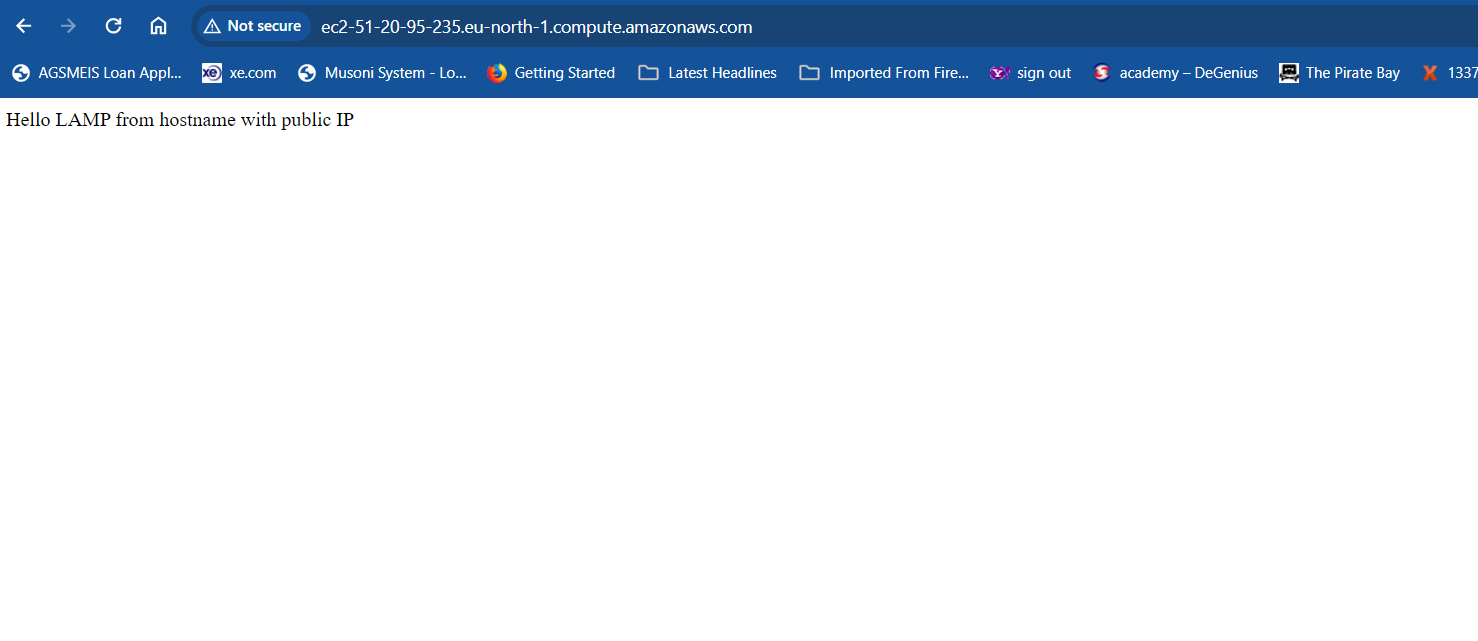 Not secure ec2-51-20-95-235.eu-north-1.compute.amazonaws.com
AGSMEIS Loan Appl... xe xe.com Musoni System - Lo... Getting Started Latest Headlines Imported From Fire... Y! sign out academy – DeGenius The Pirate Bay X 1337
Hello LAMP from hostname with public IP